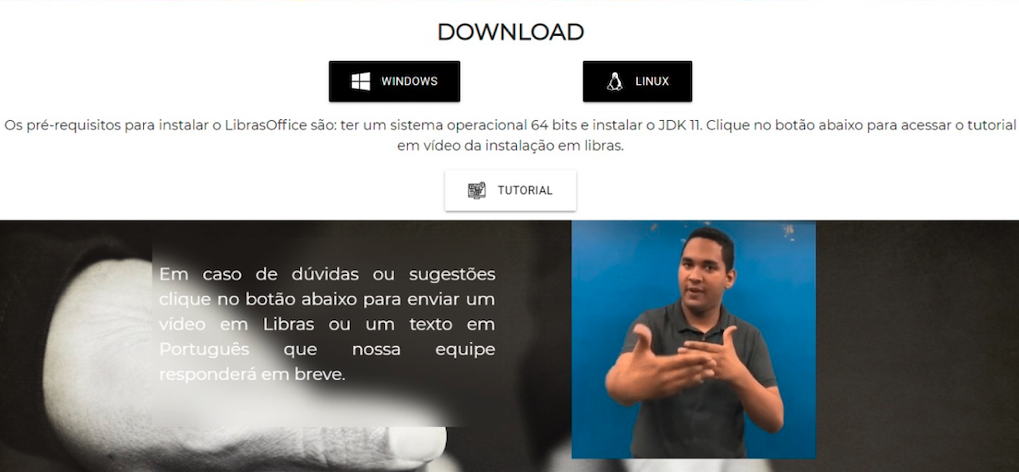 DOWNLOAD
WINDOWS
LINUX
Os pré-requisitos para instalar o LibrasOffice são: ter um sistema operacional 64 bits e instalar o JDK 11. Clique no botão abaixo para acessar o tutorial
em vídeo da instalação em libras.
TUTORIAL
Em caso de dúvidas ou sugestões
clique no botão abaixo para enviar um
vídeo em Libras ou um texto em
Português que nossa equipe
responderá em breve.